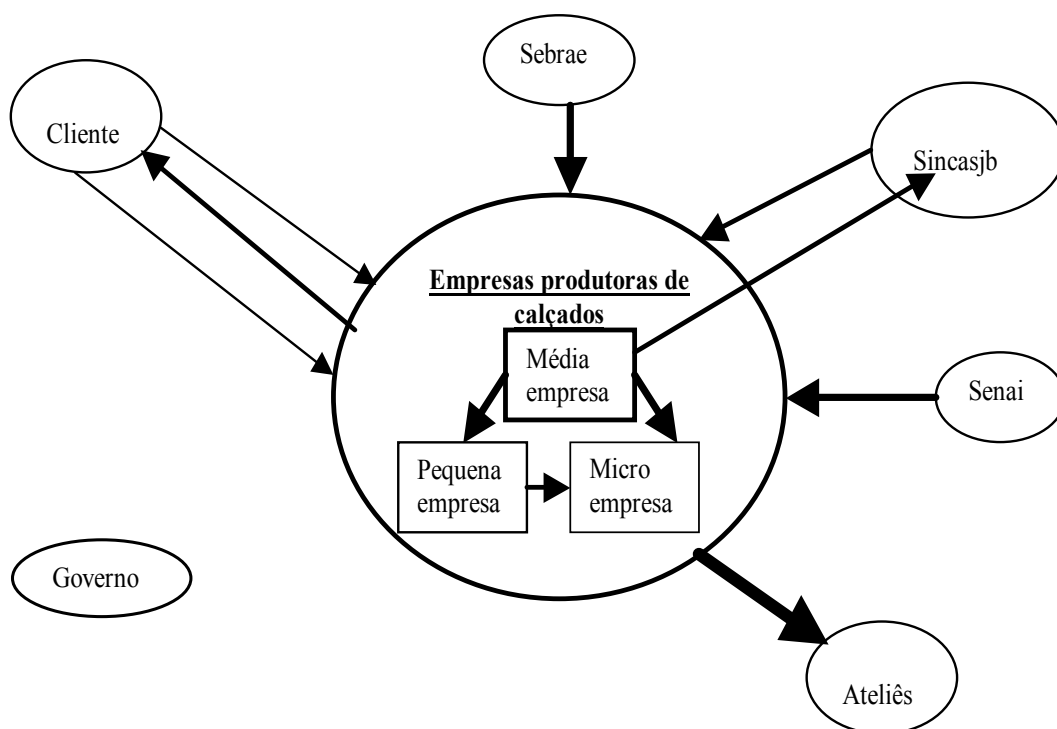 Sebrae
Cliente
Sincasjb
Empresas produtoras de
calçados
Média
empresa
Senai
Pequena
empresa
Micro
empresa
Governo
Ateliês